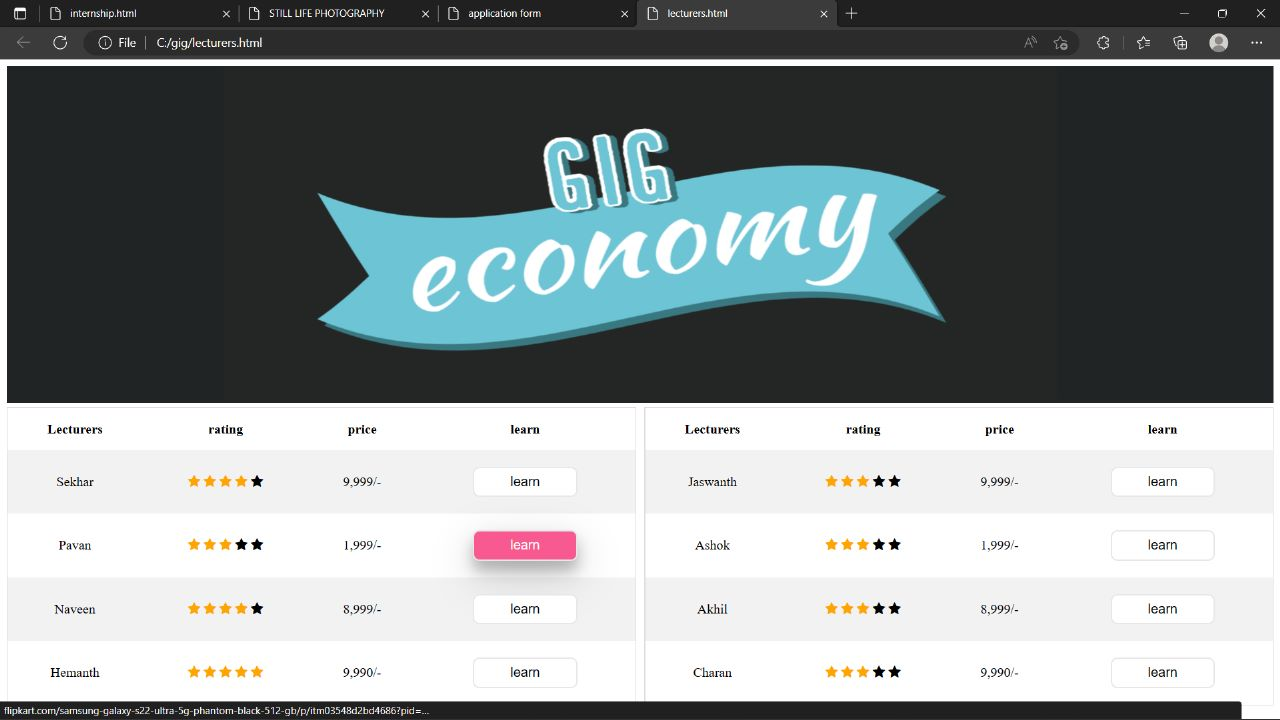 internship.html
STILL LIFE PHOTOGRAPHY
application form
lecturers.html
File
C:/gig/lecturers.html
GIG
economy
Lecturers rating price learn
Sekhar 9,999/- learn
Pavan 1,999/- learn
Naveen 8,999/- learn
Hemanth 9,990/- learn
Lecturers rating price learn
Jaswanth 9,999/- learn
Ashok 1,999/- learn
Akhil 8,999/- learn
Charan 9,990/- learn
flipkart.com/samsung-galaxy-s22-ultra-5g-phantom-black-512-gb/p/itm03548d2bd4686?pid=...